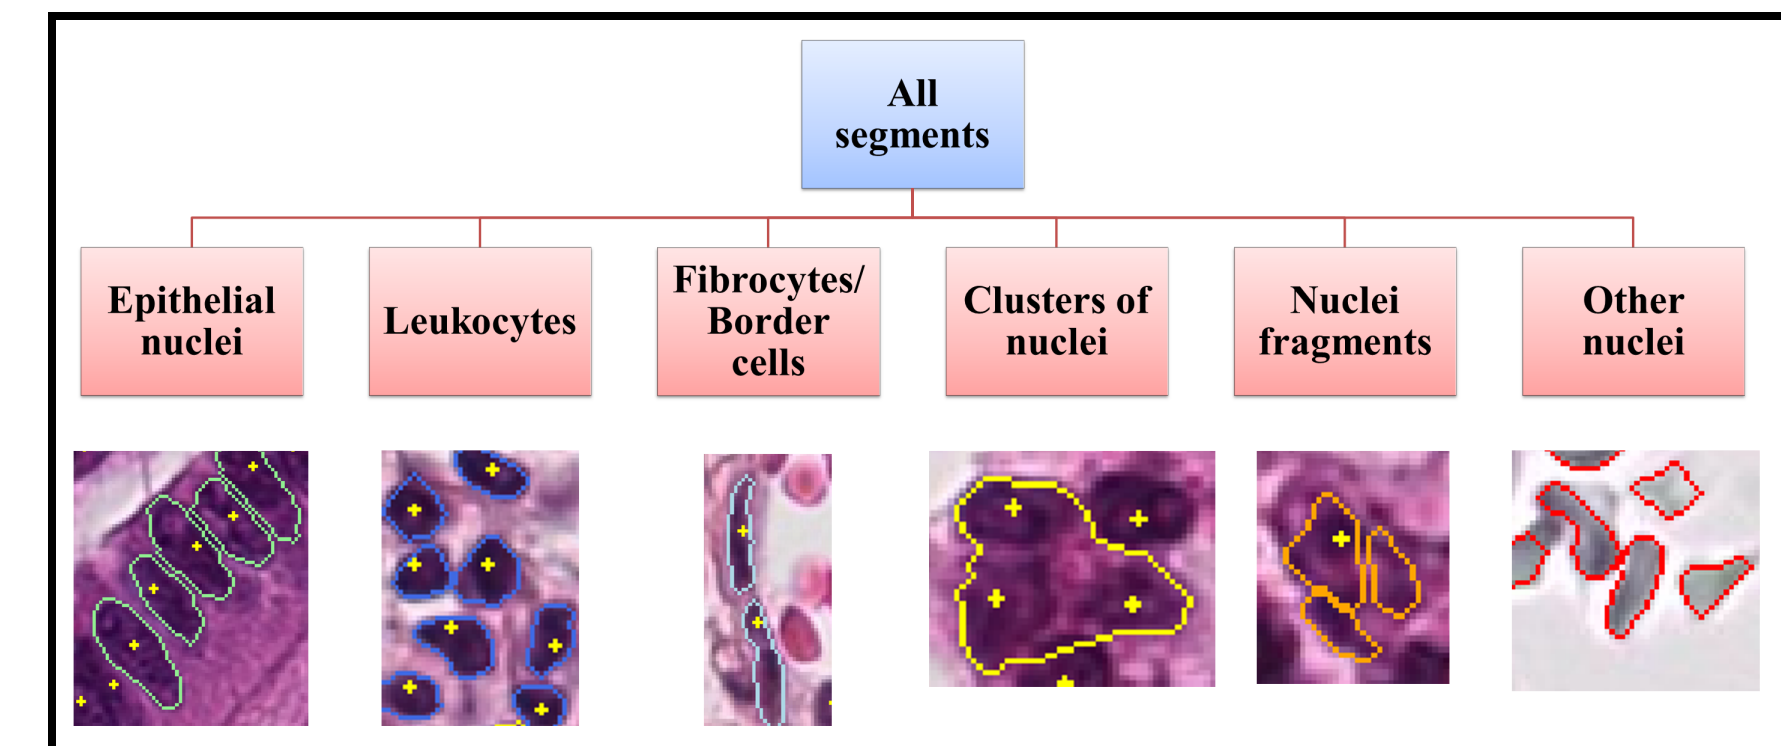 All
segments
Epithelial
nuclei
Leukocytes
Fibrocytes/
Border
cells
Clusters of
nuclei
Nuclei
fragments
Other
nuclei